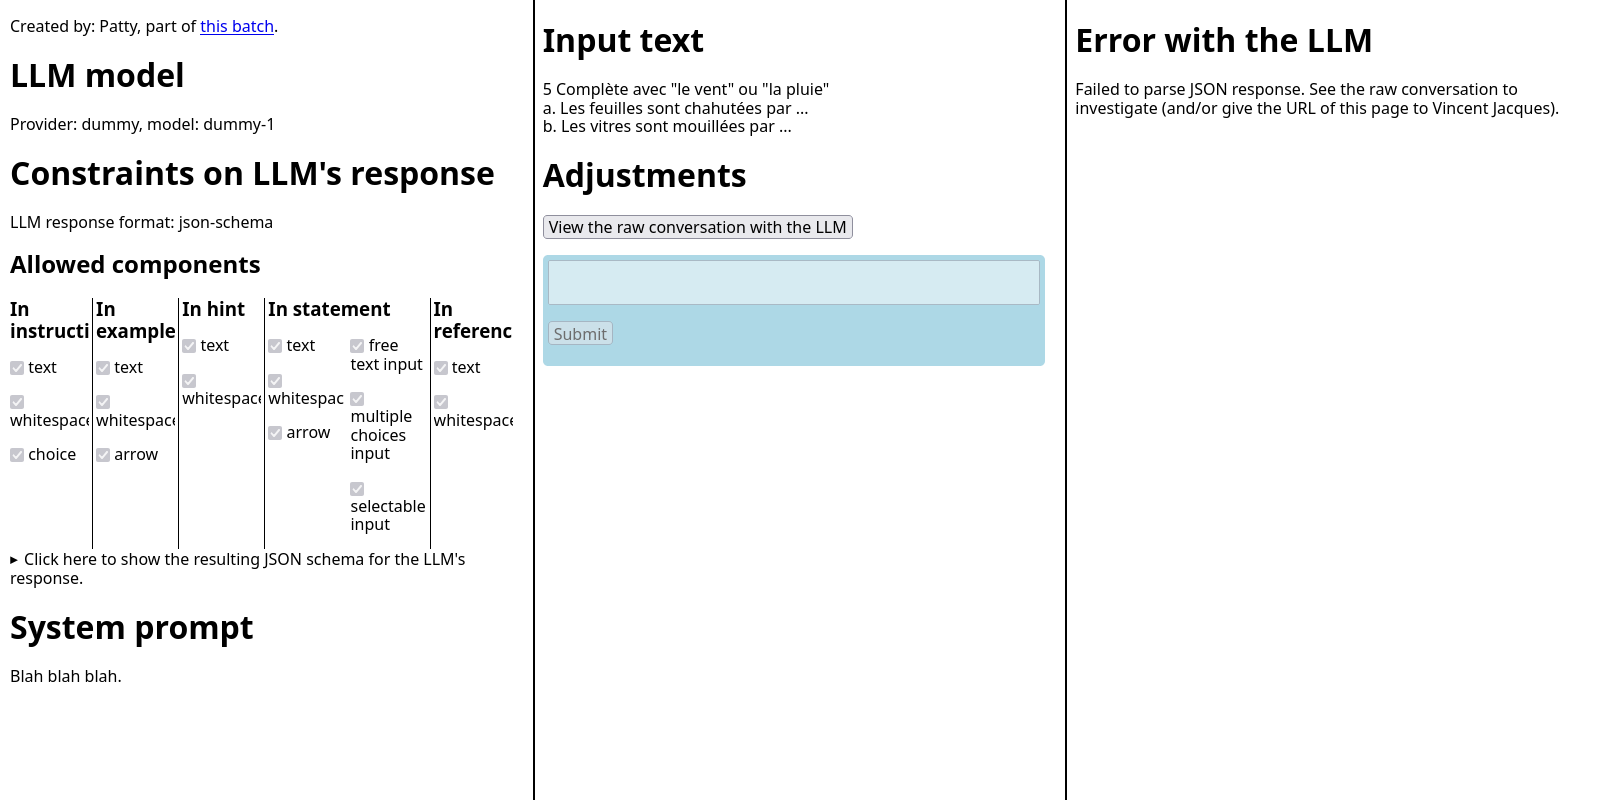 Created by: Patty, part of this batch.
LLM model
Provider: dummy, model: dummy-1
Constraints on LLM's response
LLM response format: json-schema
Allowed components
In
instructi
text
whitespace
choice
In
example
text
whitespace
arrow
In hint
text
whitespace
In statement
text
whitespac
arrow
free
text input
multiple
choices
input
selectable
input
In
referenc
text
whitespace
▸ Click here to show the resulting JSON schema for the LLM's
response.
System prompt
Blah blah blah.
Input text
5 Complète avec "le vent" ou "la pluie"
a. Les feuilles sont chahutées par ...
b. Les vitres sont mouillées par ...
Adjustments
View the raw conversation with the LLM
Submit
Error with the LLM
Failed to parse JSON response. See the raw conversation to
investigate (and/or give the URL of this page to Vincent Jacques).